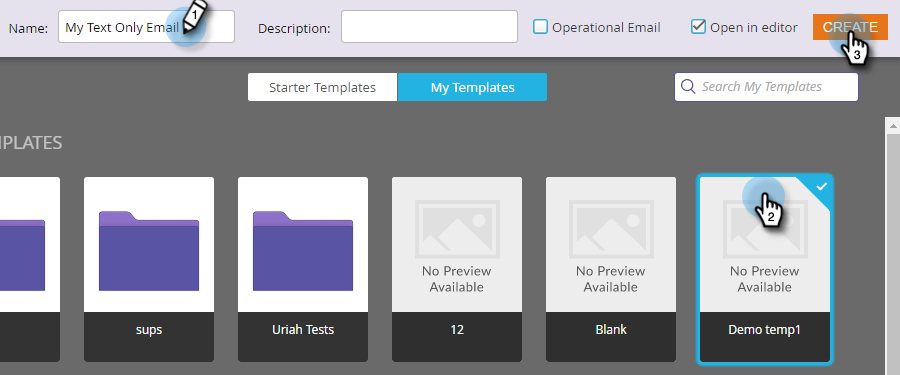 Name: My Text Only Email 1 Description: Operational Email Open in editor CREATE
3
Starter Templates My Templates Search My Templates
MPLATES
2
No Preview Available No Preview Available No Preview Available
sups Uriah Tests 12 Blank Demo temp1